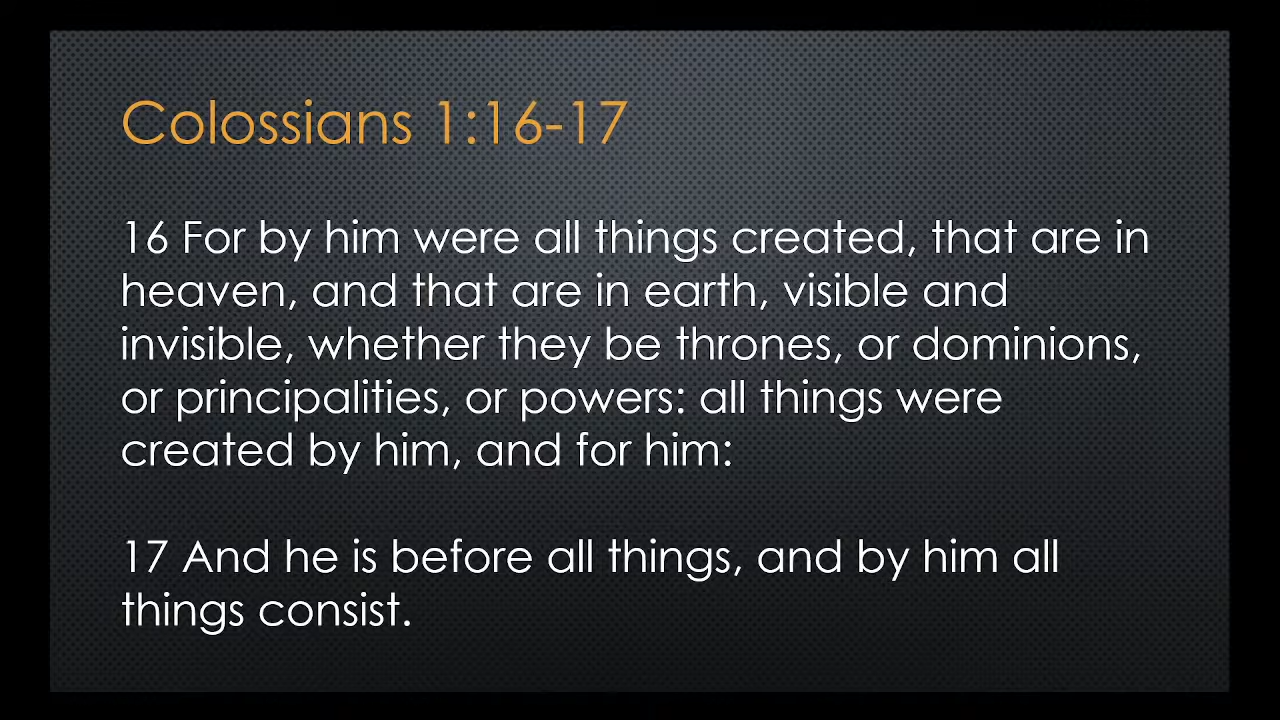 Colossians 1:16-17
16 For by him were all things created, that are in
heaven, and that are in earth, visible and
invisible, whether they be thrones, or dominions,
or principalities, or powers: all things were
created by him, and for him:
17 And he is before all things, and by him all
things consist.